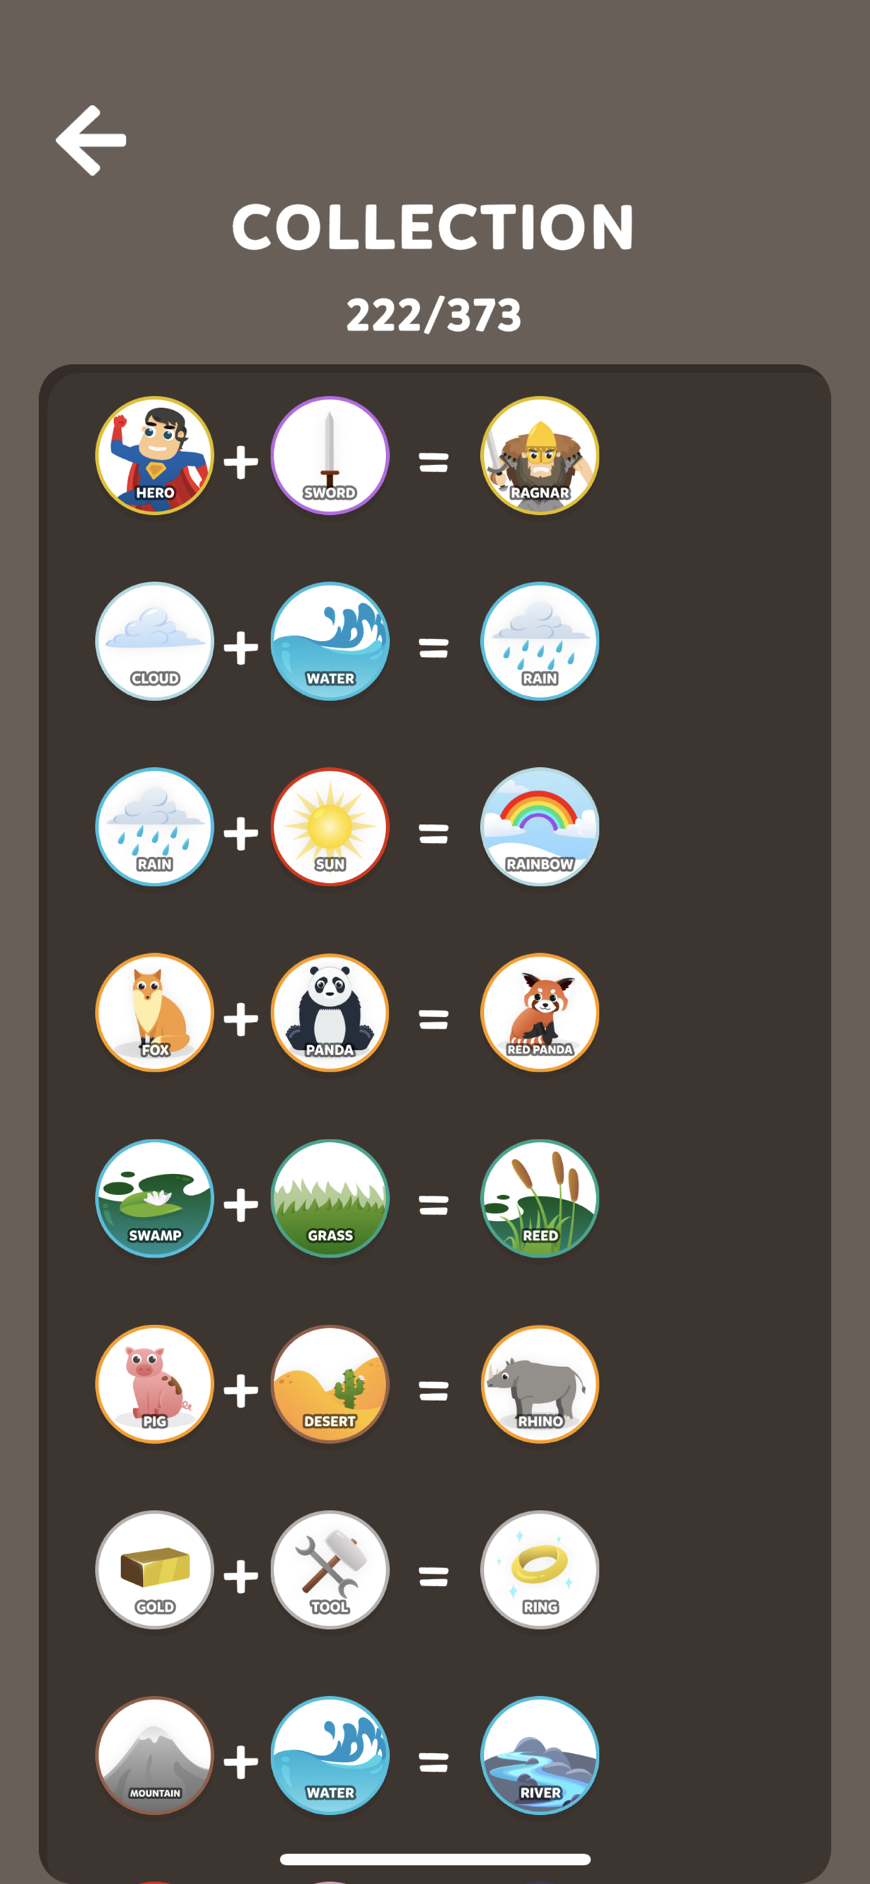 COLLECTION
222/373
HERO + SWORD = RAGNAR
CLOUD + WATER = RAIN
RAIN + SUN = RAINBOW
FOX + PANDA = RED PANDA
SWAMP + GRASS = REED
PIG + DESERT = RHINO
GOLD + TOOL = RING
MOUNTAIN + WATER = RIVER